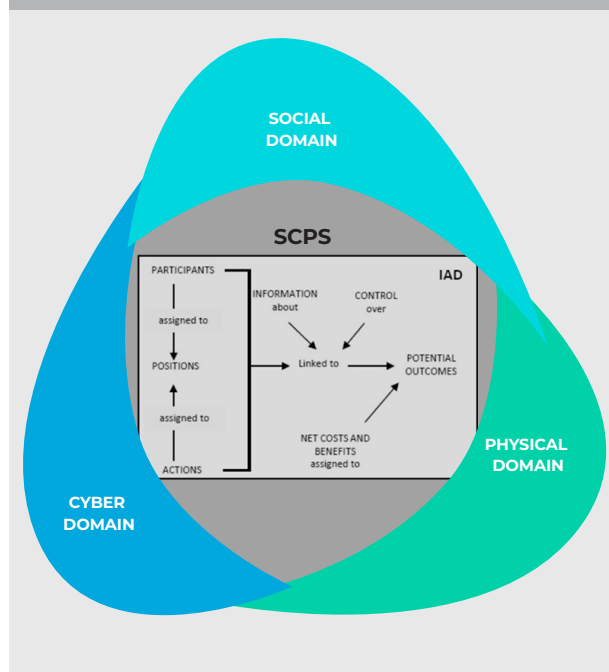 SOCIAL
DOMAIN
SCPS
IAD
PARTICIPANTS
INFORMATION
about
CONTROL
over
assigned to
POSITIONS
Linked to
POTENTIAL
OUTCOMES
assigned to
NET COSTS AND
BENEFITS
assigned to
ACTIONS
PHYSICAL
DOMAIN
CYBER
DOMAIN